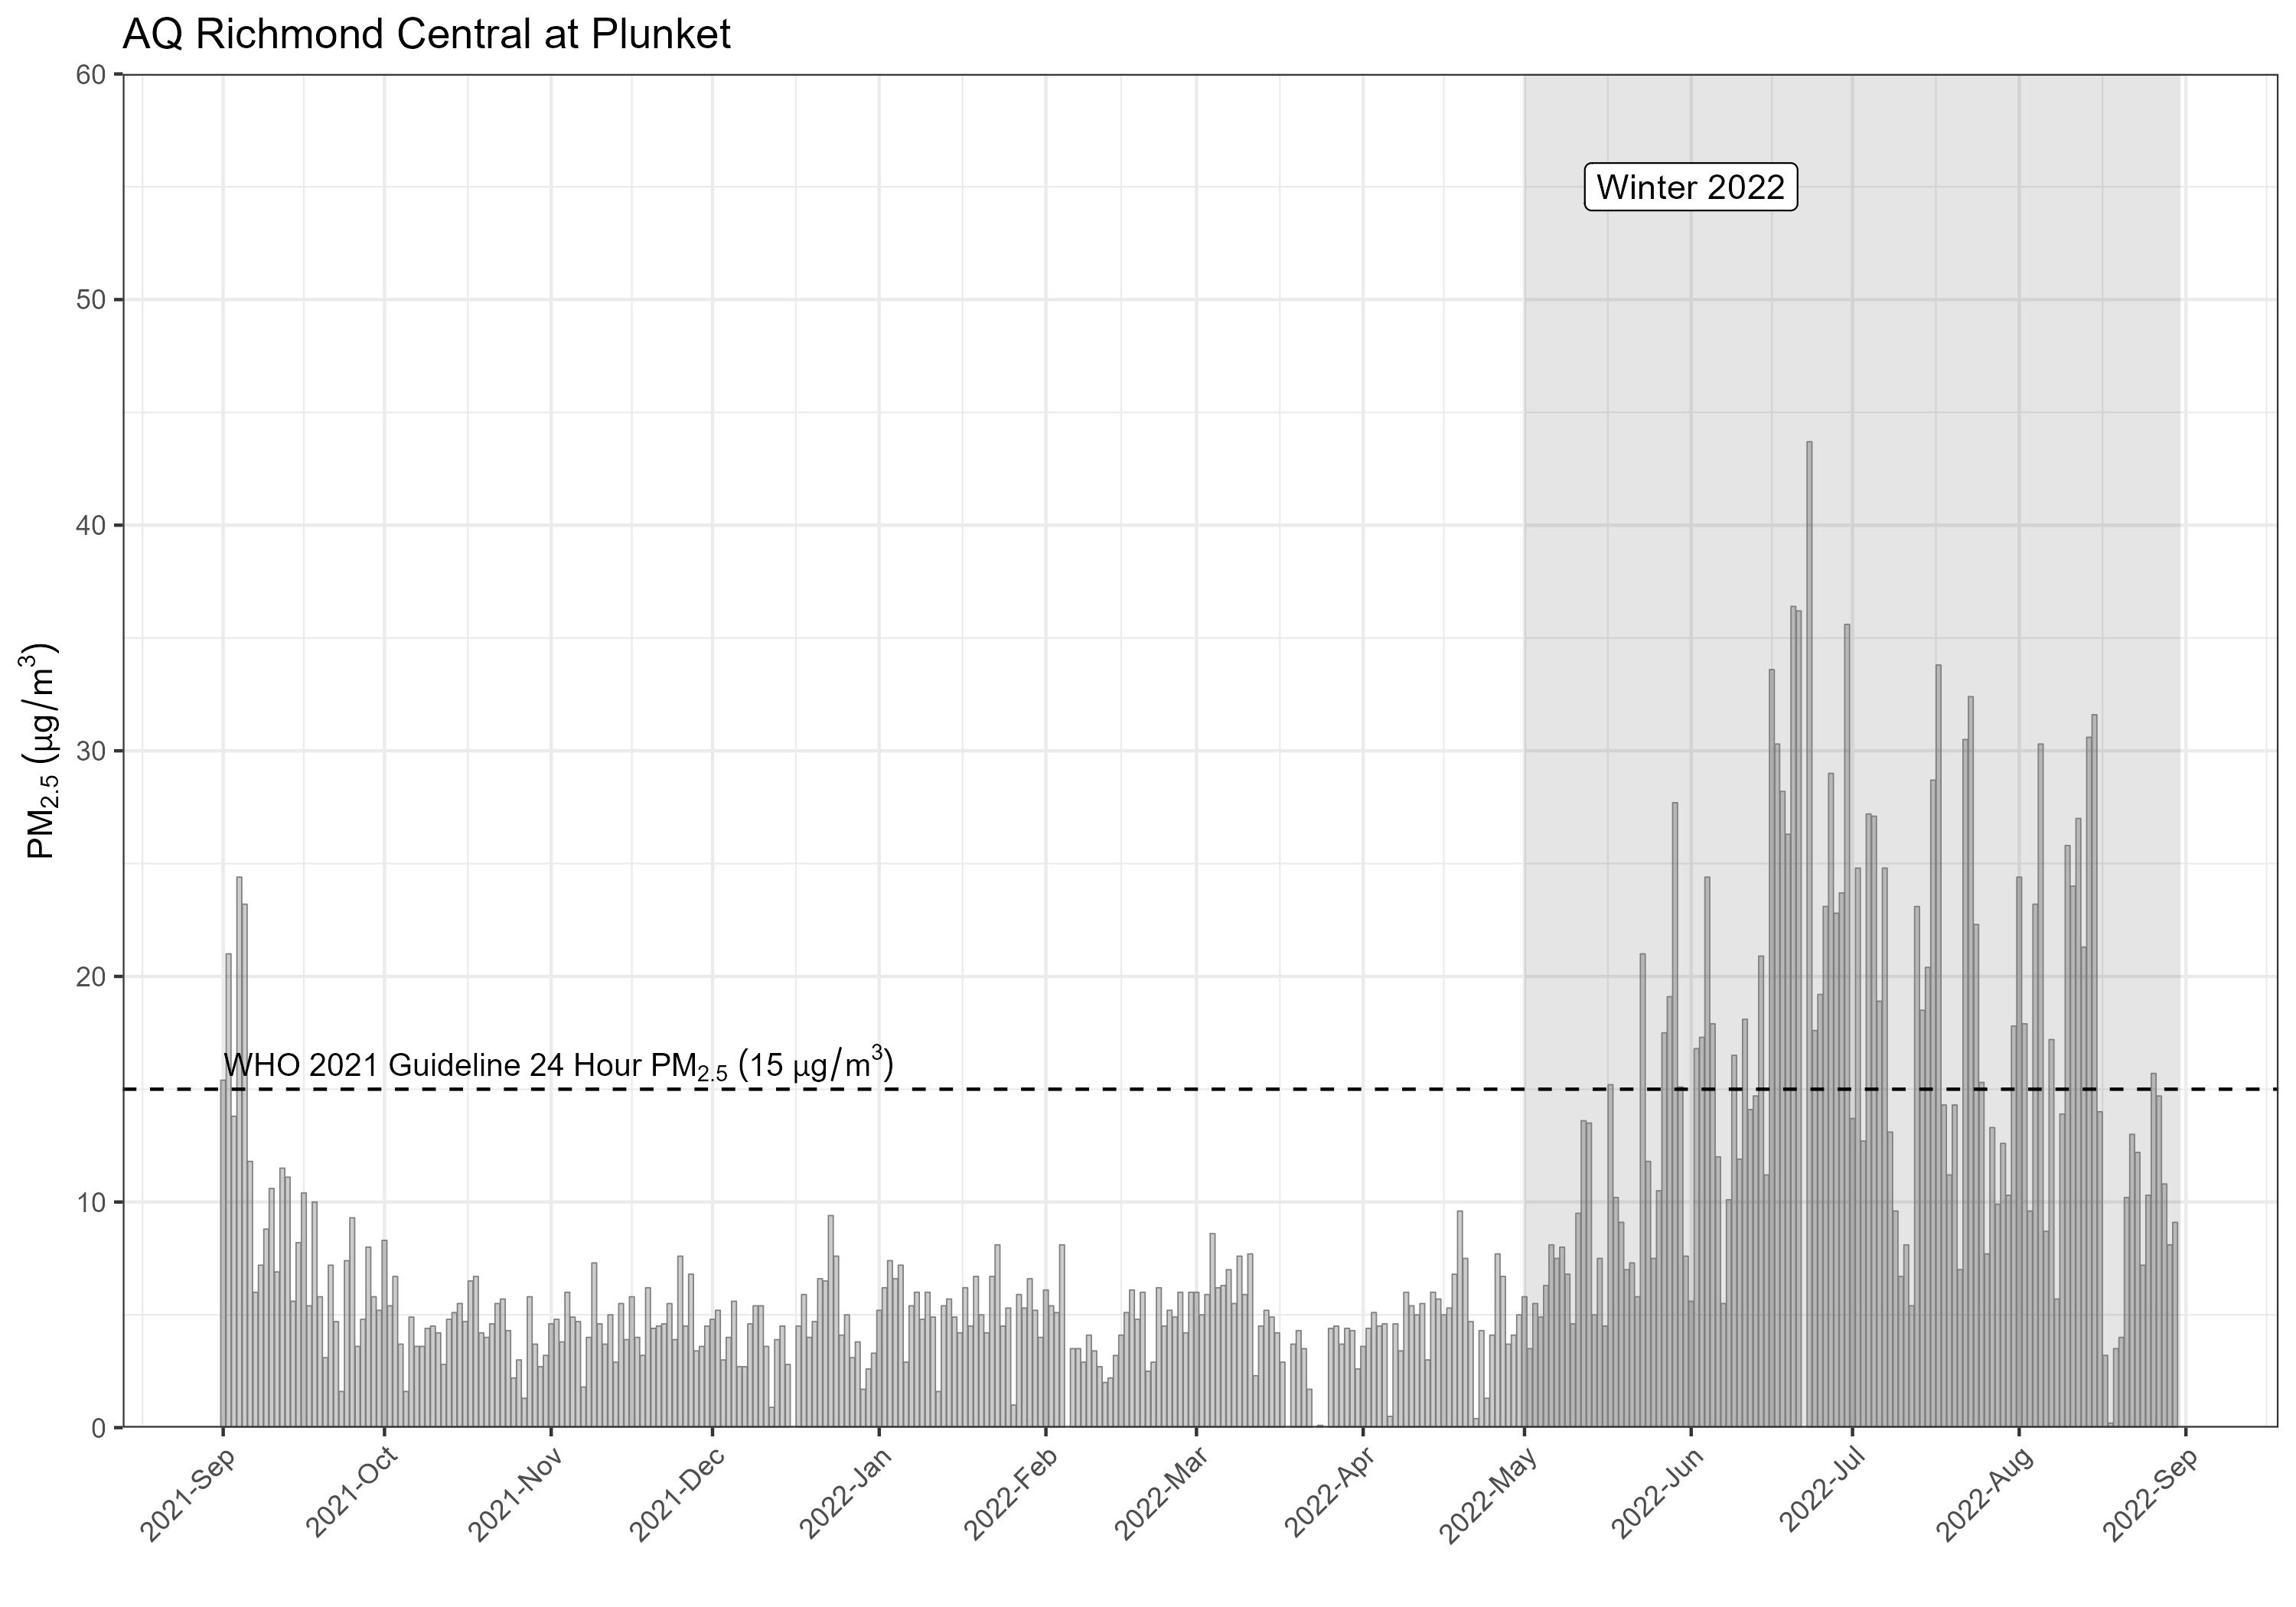 AQ Richmond Central at Plunket
60
50
40
30
20
10
0
PM2.5 (µg/m³)
Winter 2022
WHO 2021 Guideline 24 Hour PM2.5 (15 µg/m³)
2021-Sep
2021-Oct
2021-Nov
2021-Dec
2022-Jan
2022-Feb
2022-Mar
2022-Apr
2022-May
2022-Jun
2022-Jul
2022-Aug
2022-Sep